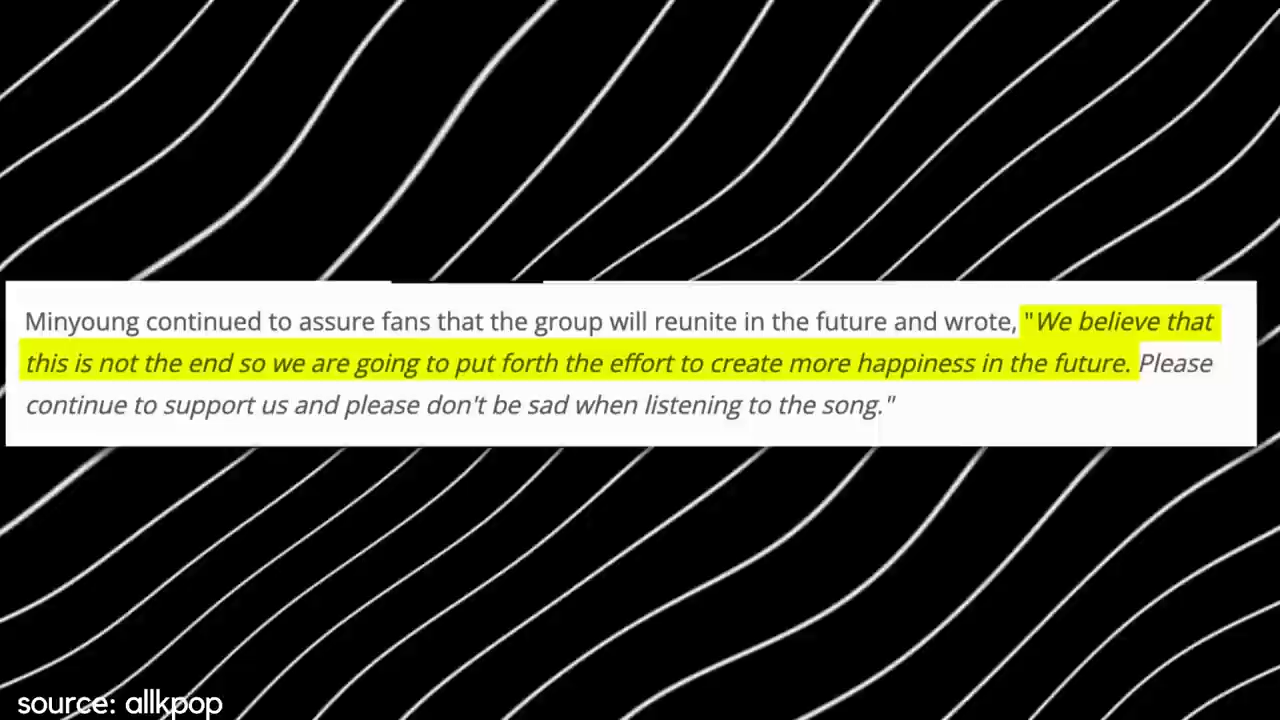 Minyoung continued to assure fans that the group will reunite in the future and wrote, "We believe that
this is not the end so we are going to put forth the effort to create more happiness in the future. Please
continue to support us and please don't be sad when listening to the song."
source: allkpop